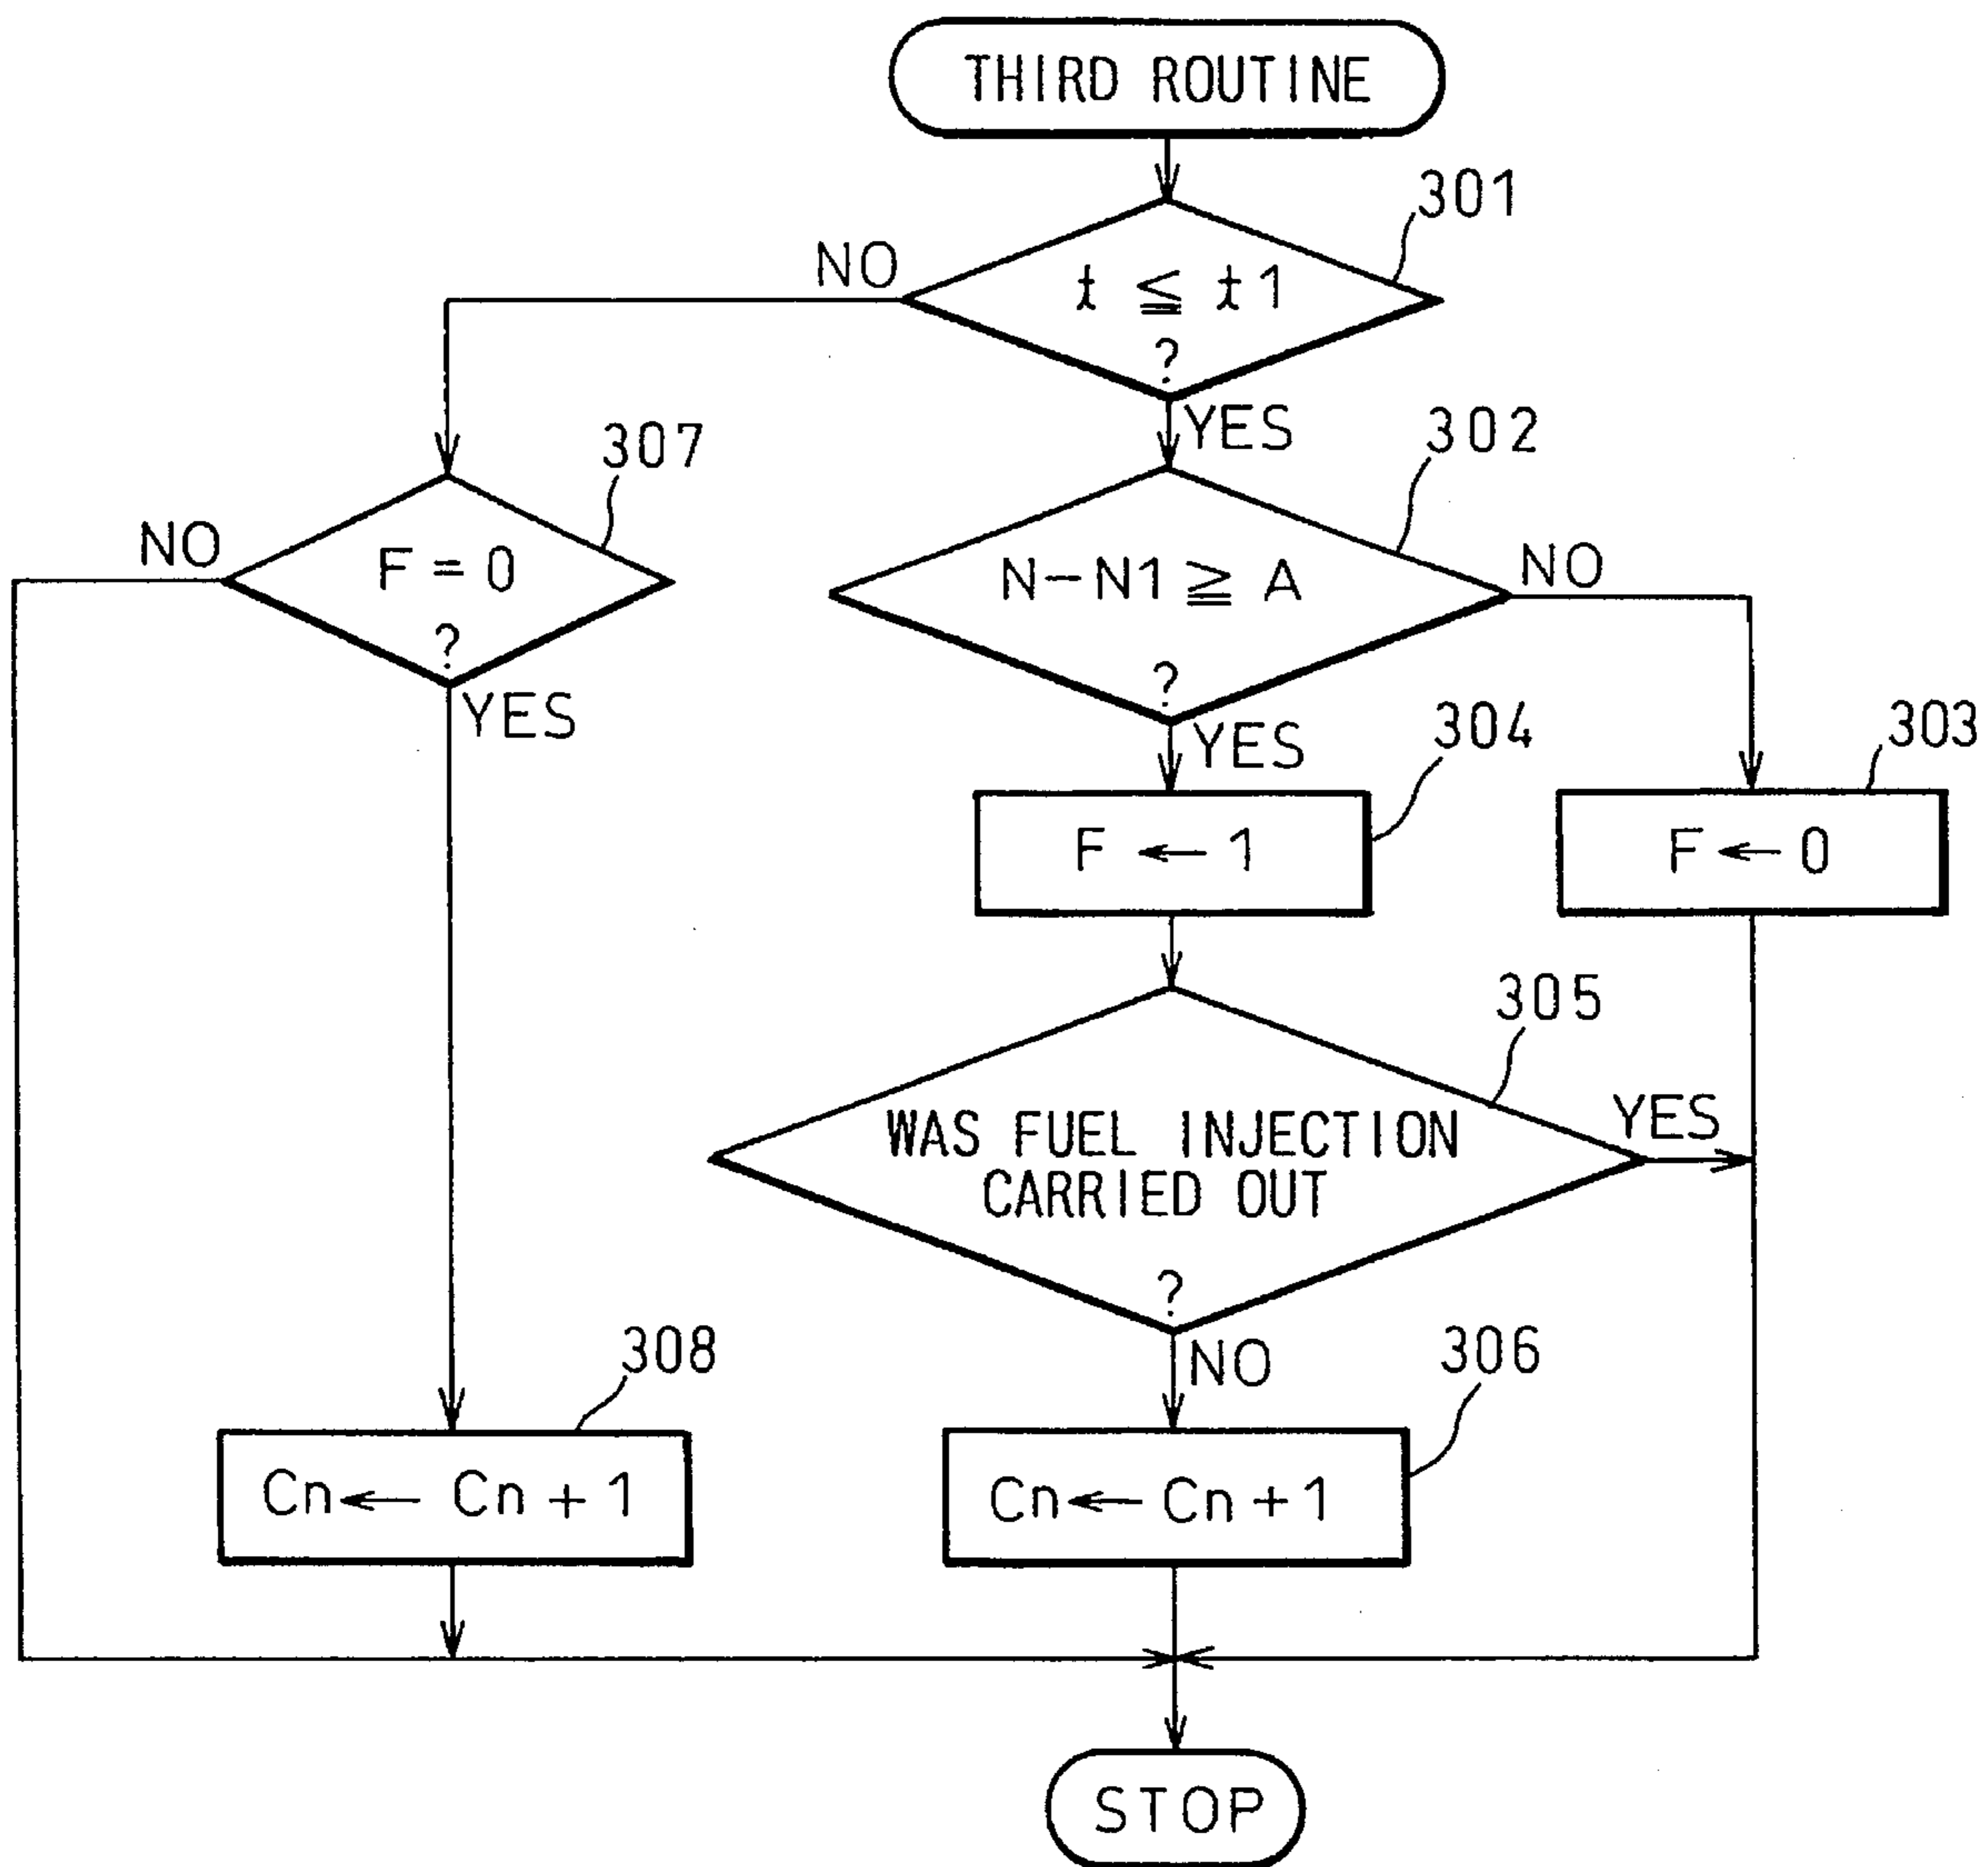 THIRD ROUTINE
301
NO
t ≦ t1
?
YES
302
307
NO
F = 0
?
YES
N-N1 ≧ A
?
NO
YES
304
303
F ← 1
F ← 0
305
WAS FUEL INJECTION
CARRIED OUT
?
YES
NO
308
306
Cn ← Cn + 1
Cn ← Cn + 1
STOP